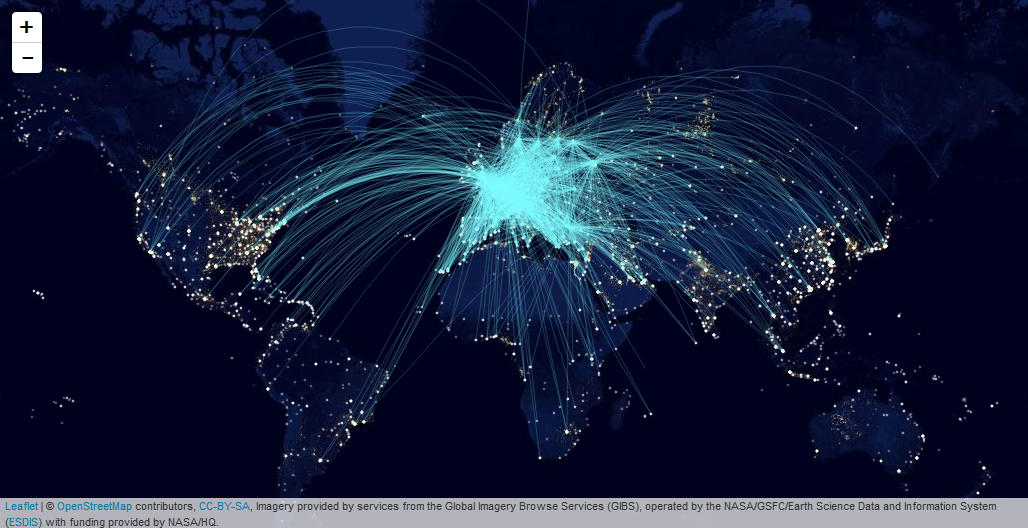 +
−
Leaflet | © OpenStreetMap contributors, CC-BY-SA, Imagery provided by services from the Global Imagery Browse Services (GIBS), operated by the NASA/GSFC/Earth Science Data and Information System
(ESDIS) with funding provided by NASA/HQ.